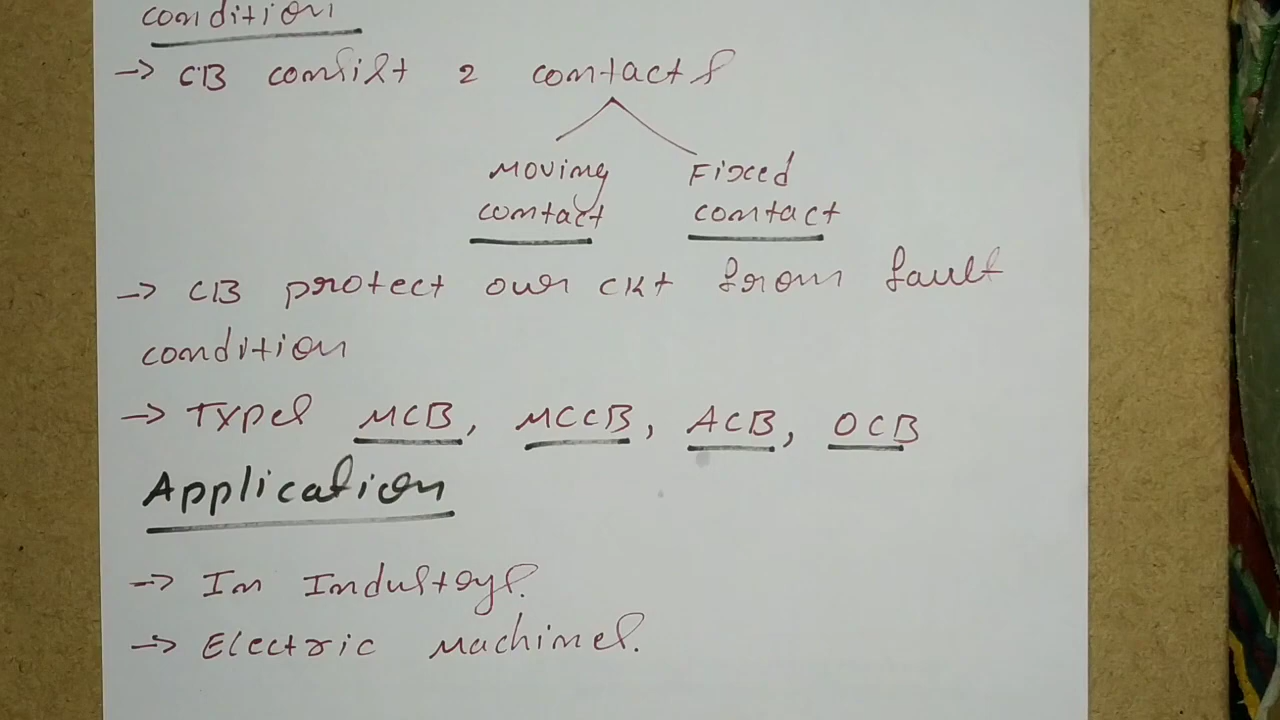 condition
→ CB consist 2 contacts
Moving Fixed
contact contact
→ CB protect our ckt from fault
condition
→ Types MCB, MCCB, ACB, OCB
Application
→ In Industrys.
→ Electric Machines.